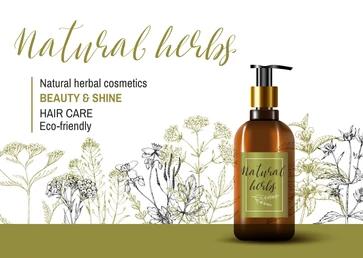 Natural herbs
Natural herbal cosmetics
BEAUTY & SHINE
HAIR CARE
Eco-friendly
Natural
herbs